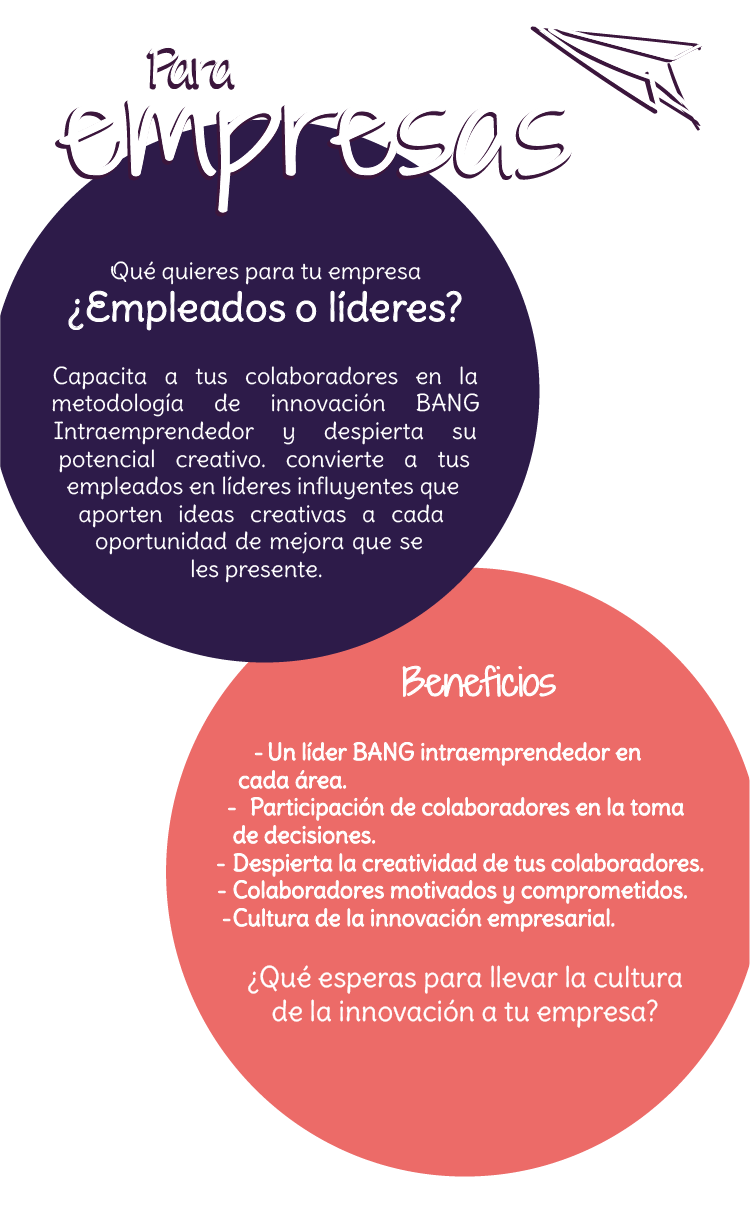 Para
empresas
Qué quieres para tu empresa
¿Empleados o líderes?
Capacita a tus colaboradores en la
metodología de innovación BANG
Intraemprendedor y despierta su
potencial creativo. convierte a tus
empleados en líderes influyentes que
aporten ideas creativas a cada
oportunidad de mejora que se
les presente.
Beneficios
- Un líder BANG intraemprendedor en
cada área.
- Participación de colaboradores en la toma
de decisiones.
- Despierta la creatividad de tus colaboradores.
- Colaboradores motivados y comprometidos.
-Cultura de la innovación empresarial.
¿Qué esperas para llevar la cultura
de la innovación a tu empresa?